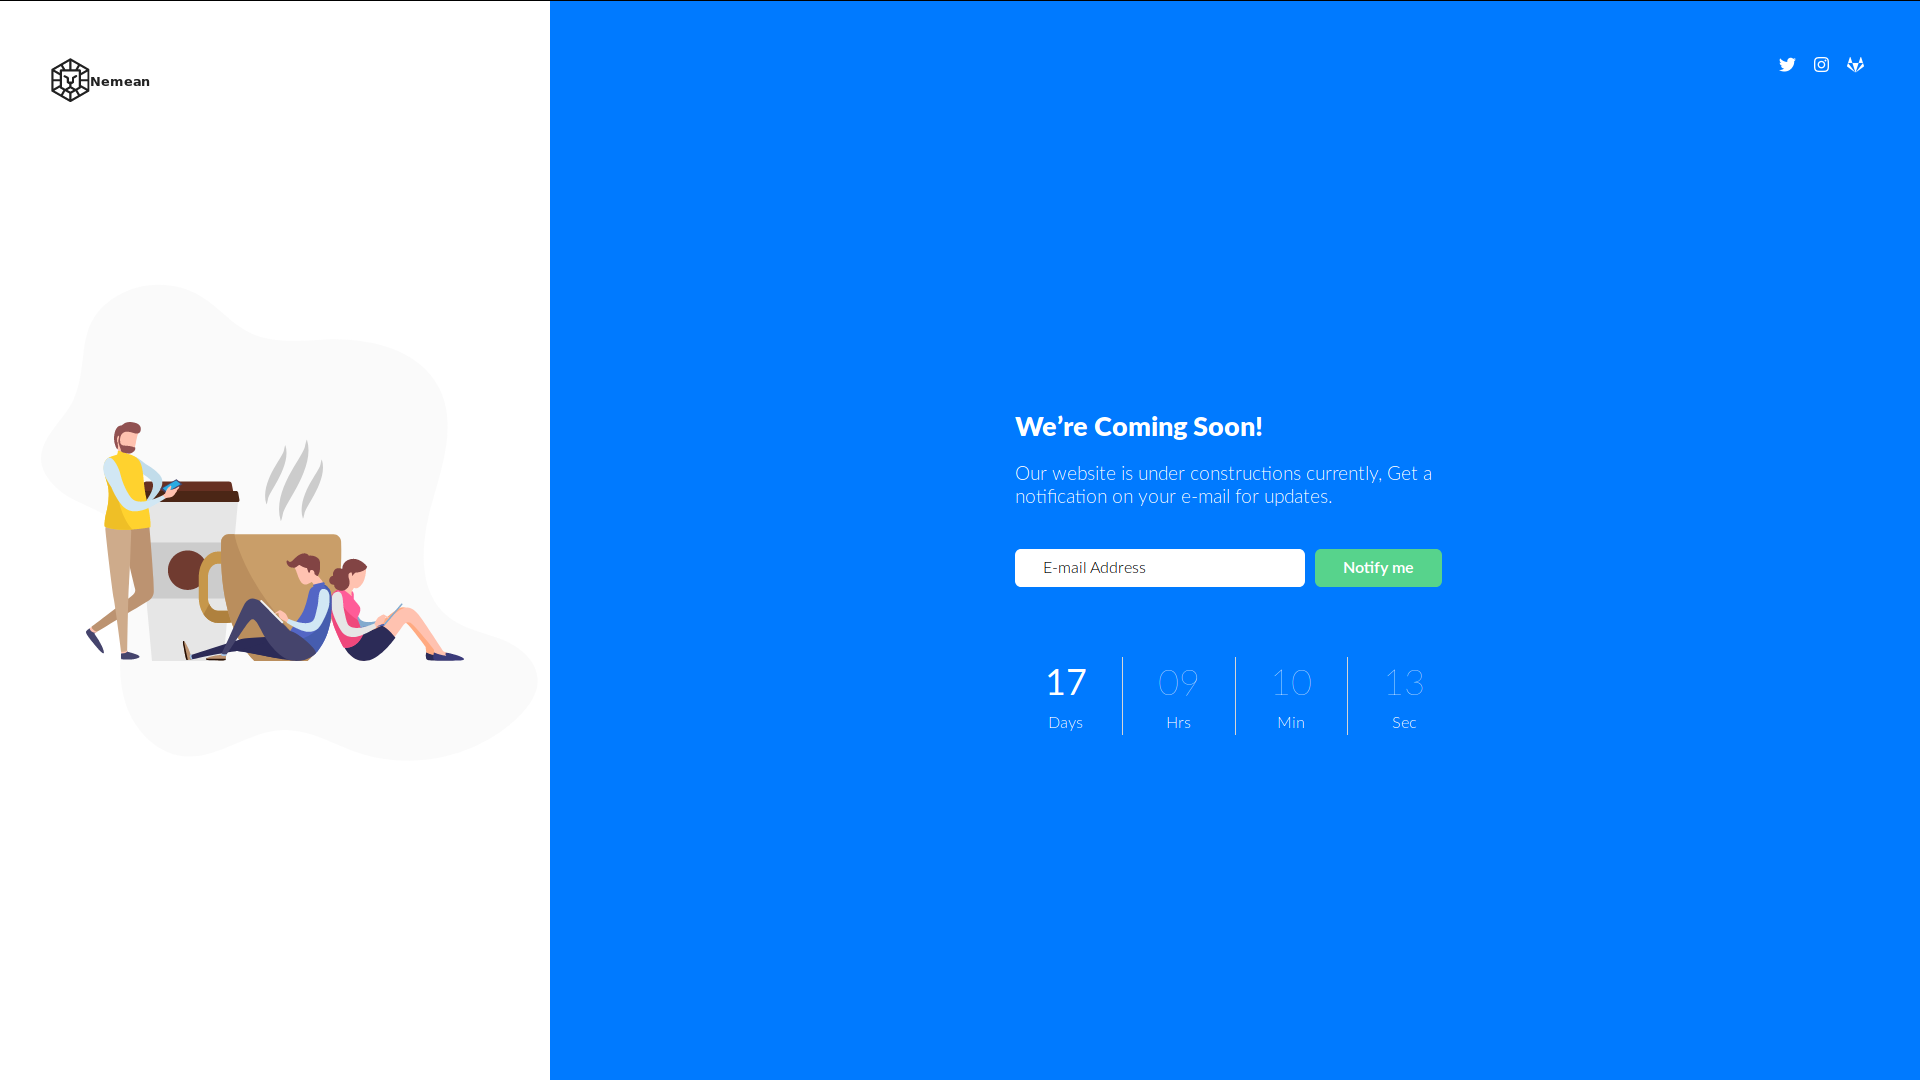 Nemean
We’re Coming Soon!
Our website is under constructions currently, Get a
notification on your e-mail for updates.
E-mail Address
Notify me
17
Days
09
Hrs
10
Min
13
Sec